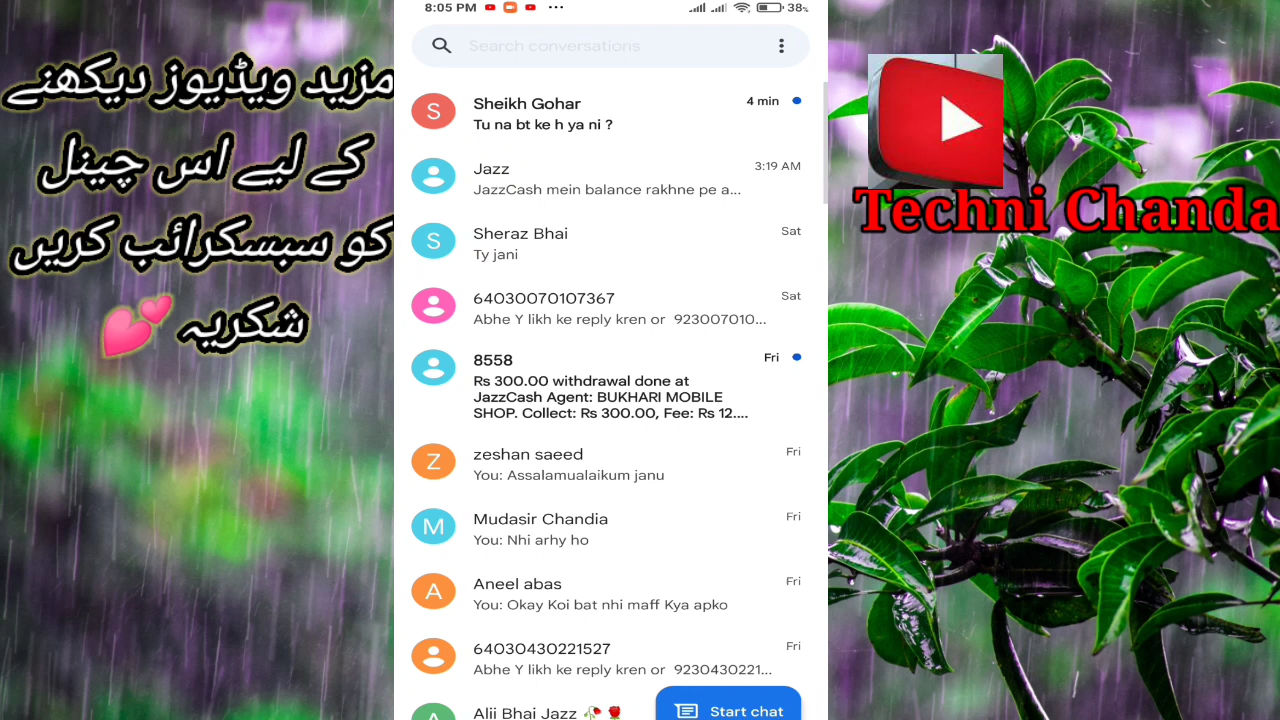 مزید ویڈیوز دیکھنے
کے لیے اس چینل
کو سبسکرائب کریں
شکریہ 💕
8:05 PM
38%
Search conversations
Sheikh Gohar
4 min
Tu na bt ke h ya ni ?
Jazz
3:19 AM
JazzCash mein balance rakhne pe a...
Sheraz Bhai
Sat
Ty jani
64030070107367
Sat
Abhe Y likh ke reply kren or 923007010...
8558
Fri
Rs 300.00 withdrawal done at
JazzCash Agent: BUKHARI MOBILE
SHOP. Collect: Rs 300.00, Fee: Rs 12....
zeshan saeed
Fri
You: Assalamualaikum janu
Mudasir Chandia
Fri
You: Nhi arhy ho
Aneel abas
Fri
You: Okay Koi bat nhi maff Kya apko
64030430221527
Fri
Abhe Y likh ke reply kren or 9230430221...
Alii Bhai Jazz 🥀🌹
Start chat
Techni Chanda